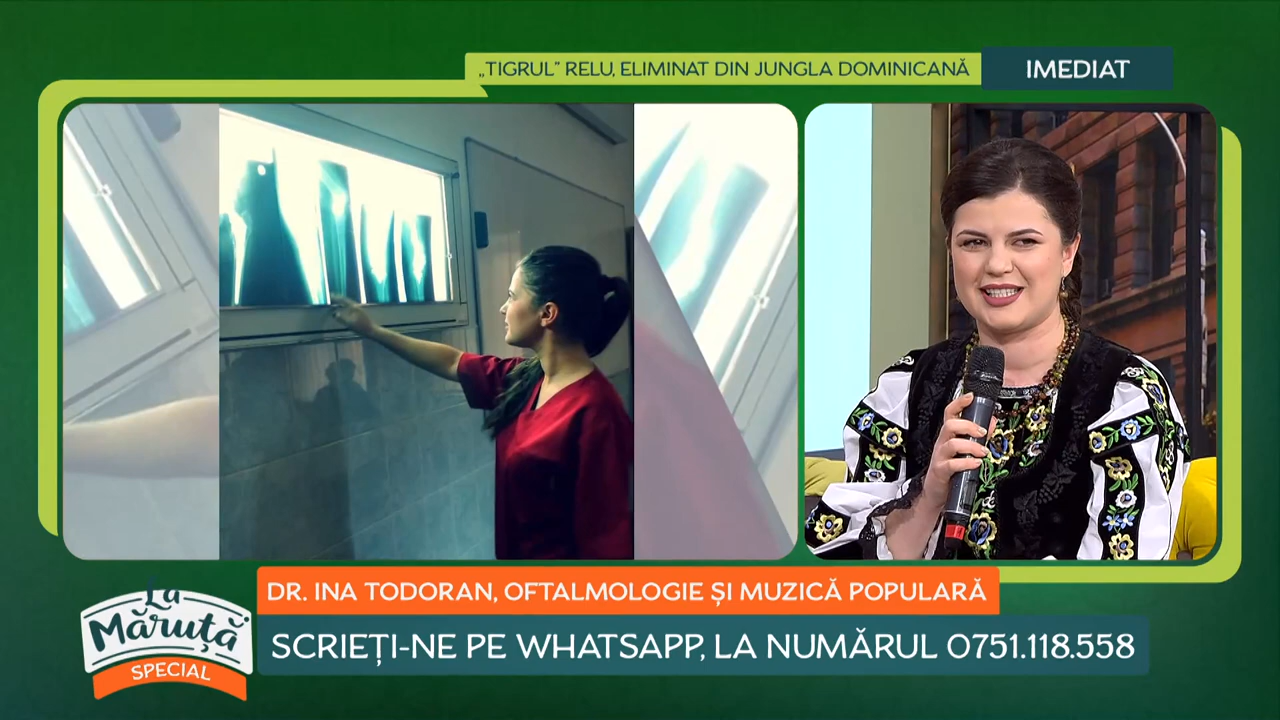 „TIGRUL” RELU, ELIMINAT DIN JUNGLA DOMINICANĂ IMEDIAT
DR. INA TODORAN, OFTALMOLOGIE ȘI MUZICĂ POPULARĂ
La
Măruță
SPECIAL
SCRIEȚI-NE PE WHATSAPP, LA NUMĂRUL 0751.118.558